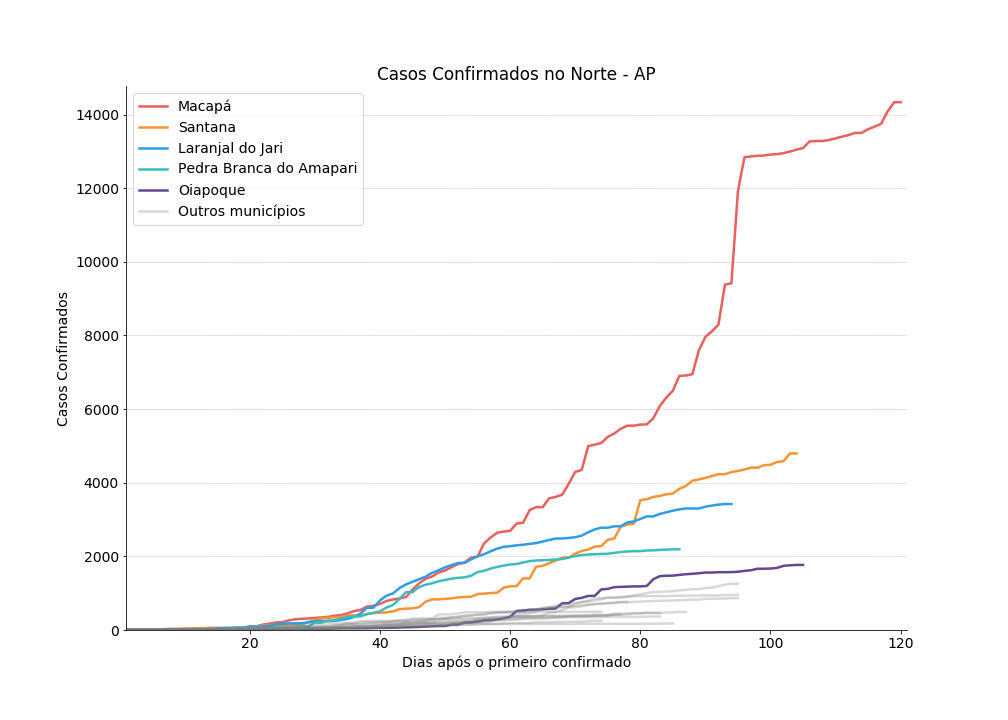 Casos Confirmados no Norte - AP
Macapá
Santana
Laranjal do Jari
Pedra Branca do Amapari
Oiapoque
Outros municípios
14000
12000
10000
8000
6000
4000
2000
0
Casos Confirmados
20
40
60
80
100
120
Dias após o primeiro confirmado